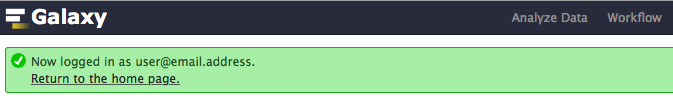 Galaxy Analyze Data Workflow
Now logged in as user@email.address.
Return to the home page.